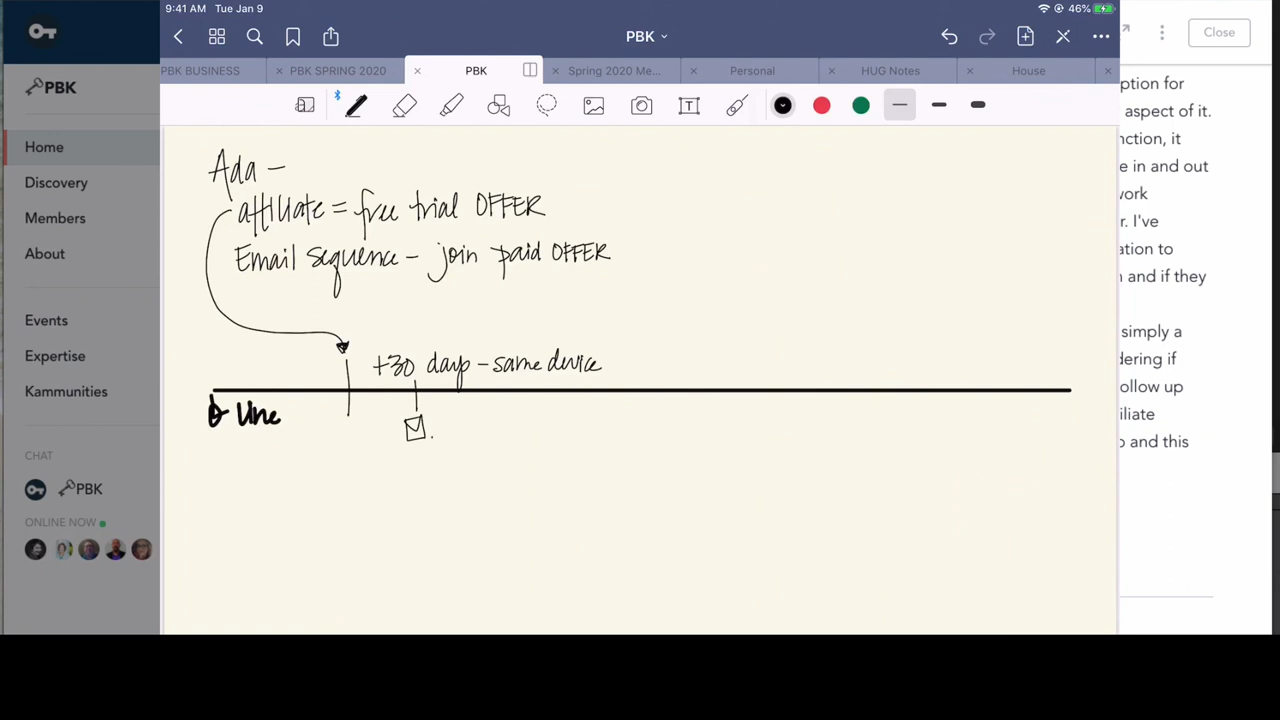 9:41 AM Tue Jan 9
46%
PBK
Close
PBK BUSINESS
PBK SPRING 2020
PBK
Spring 2020 Me...
Personal
HUG Notes
House
PBK
Home
Discovery
Members
About
Events
Expertise
Kammunities
CHAT
PBK
ONLINE NOW
Ada –
affiliate = free trial OFFER
Email sequence – join paid OFFER
+30 days – same device
Line
ption for
aspect of it.
nction, it
e in and out
work
r. I've
ation to
n and if they
simply a
dering if
ollow up
iliate
o and this